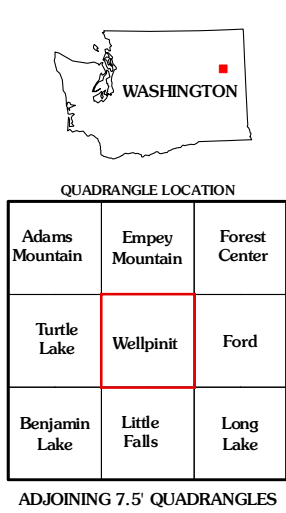 WASHINGTON
QUADRANGLE LOCATION
Adams
Mountain
Empey
Mountain
Forest
Center
Turtle
Lake
Wellpinit
Ford
Benjamin
Lake
Little
Falls
Long
Lake
ADJOINING 7.5' QUADRANGLES